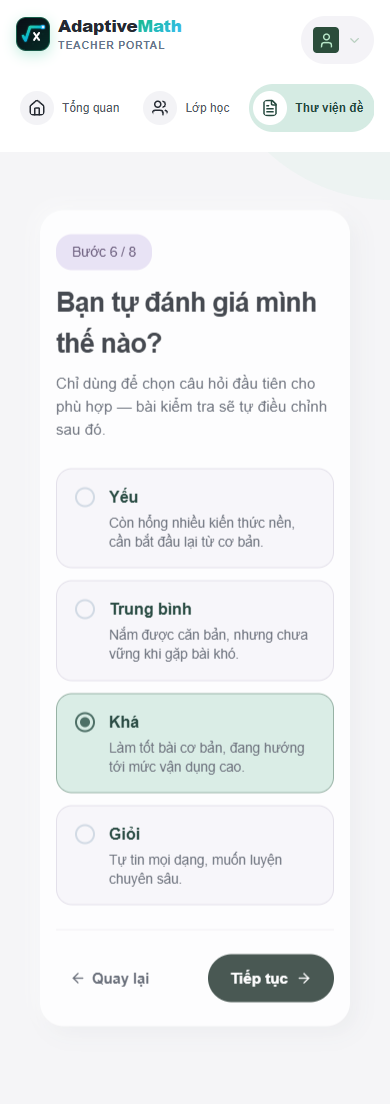 AdaptiveMath
TEACHER PORTAL
Tổng quan
Lớp học
Thư viện đề
Bước 6 / 8
Bạn tự đánh giá mình
thế nào?
Chỉ dùng để chọn câu hỏi đầu tiên cho
phù hợp — bài kiểm tra sẽ tự điều chỉnh
sau đó.
Yếu
Còn hổng nhiều kiến thức nền,
cần bắt đầu lại từ cơ bản.
Trung bình
Nắm được căn bản, nhưng chưa
vững khi gặp bài khó.
Khá
Làm tốt bài cơ bản, đang hướng
tới mức vận dụng cao.
Giỏi
Tự tin mọi dạng, muốn luyện
chuyên sâu.
← Quay lại
Tiếp tục →